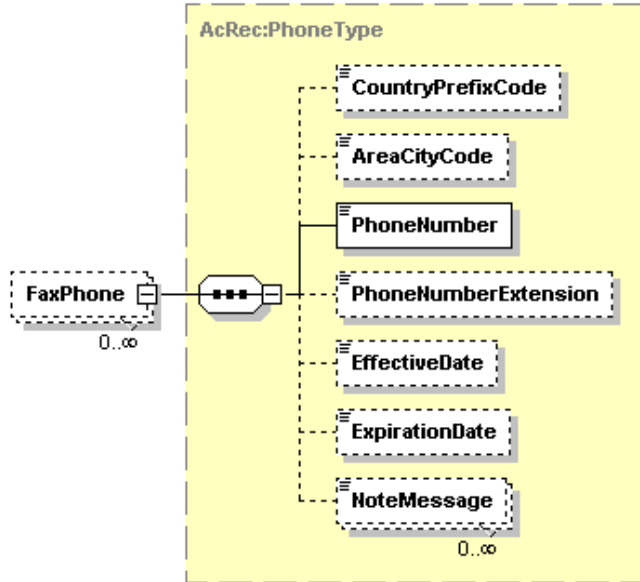 AcRec:PhoneType
CountryPrefixCode
AreaCityCode
PhoneNumber
FaxPhone
0..∞
PhoneNumberExtension
EffectiveDate
ExpirationDate
NoteMessage
0..∞